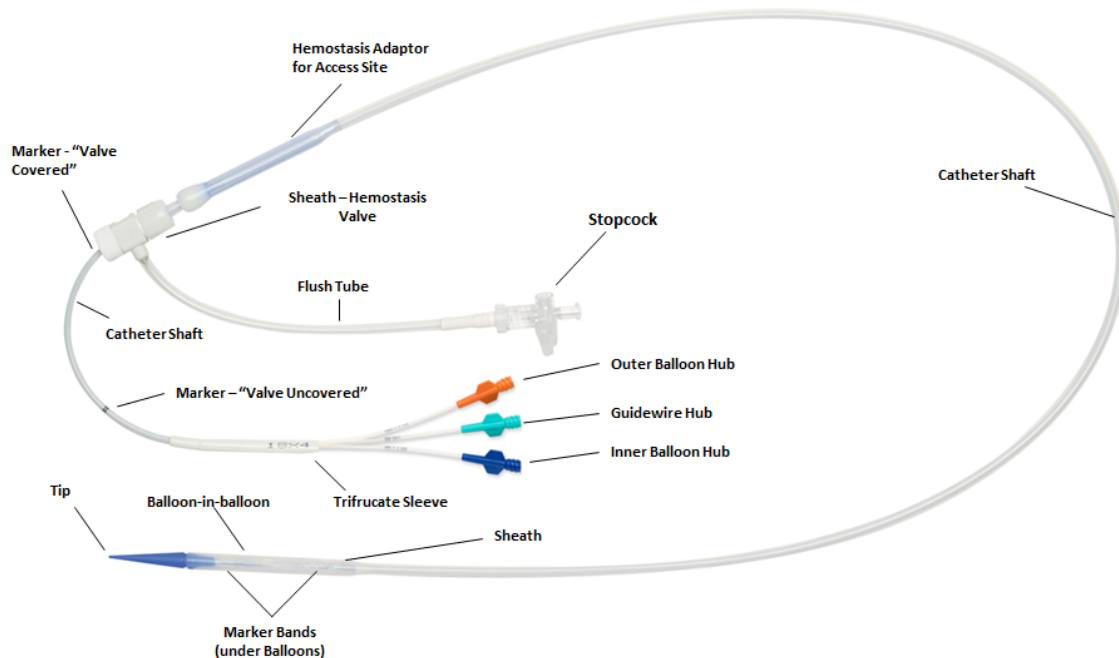 Hemostasis Adaptor
for Access Site
Marker - “Valve
Covered”
Catheter Shaft
Sheath – Hemostasis
Valve
Stopcock
Flush Tube
Catheter Shaft
Outer Balloon Hub
Marker – “Valve Uncovered”
Guidewire Hub
18X4
Inner Balloon Hub
Tip
Balloon-in-balloon
Trifrucate Sleeve
Sheath
Marker Bands
(under Balloons)